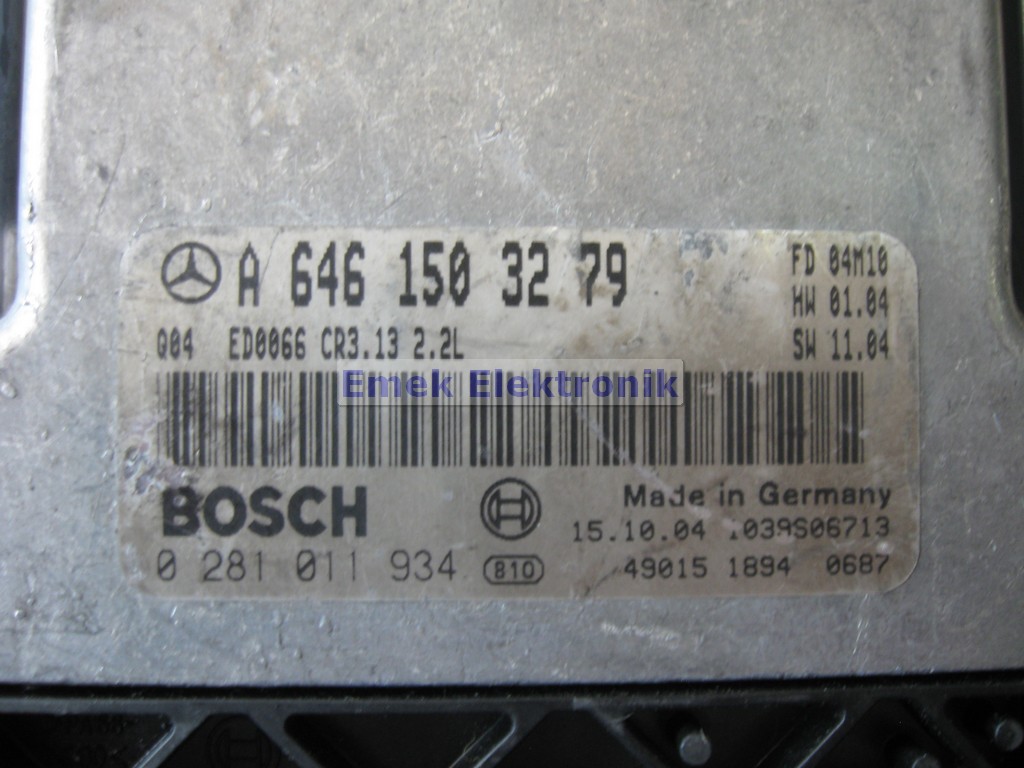 A 646 150 32 79
FD 04M10
HW 01.04
Q04 ED0066 CR3.13 2.2L
SW 11.04
Emek Elektronik
BOSCH
Made in Germany
15.10.04 1039S06713
0 281 011 934 810
49015 1894 0687